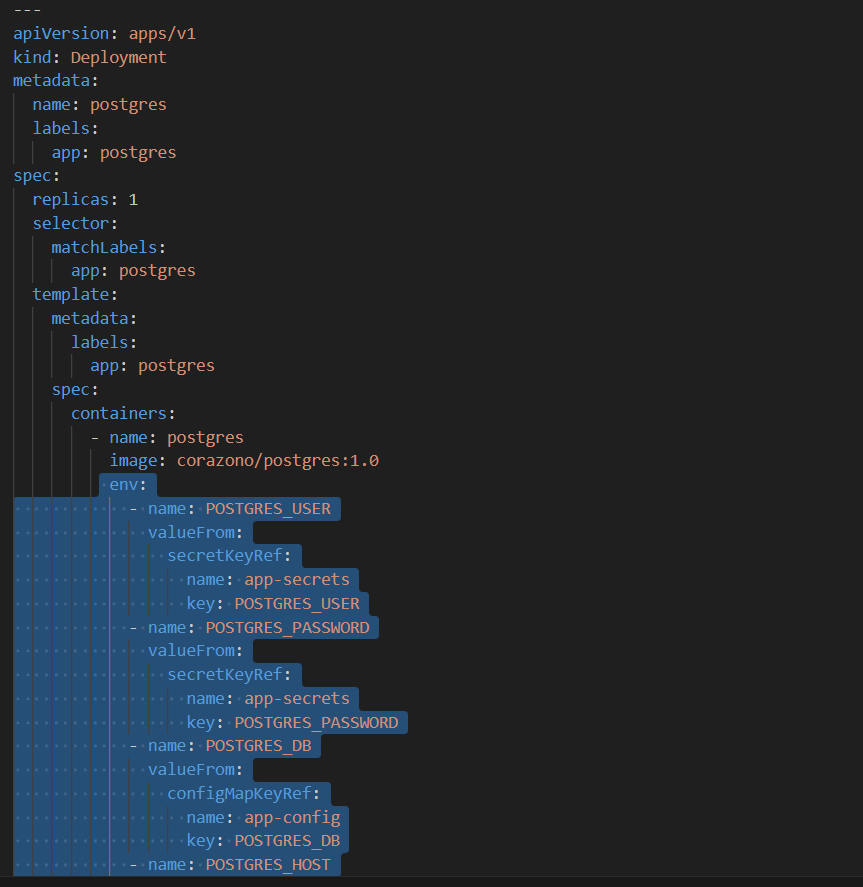 ---
apiVersion: apps/v1
kind: Deployment
metadata:
  name: postgres
  labels:
    app: postgres
spec:
  replicas: 1
  selector:
    matchLabels:
      app: postgres
  template:
    metadata:
      labels:
        app: postgres
    spec:
      containers:
        - name: postgres
          image: corazono/postgres:1.0
          env:
            - name: POSTGRES_USER
              valueFrom:
                secretKeyRef:
                  name: app-secrets
                  key: POSTGRES_USER
            - name: POSTGRES_PASSWORD
              valueFrom:
                secretKeyRef:
                  name: app-secrets
                  key: POSTGRES_PASSWORD
            - name: POSTGRES_DB
              valueFrom:
                configMapKeyRef:
                  name: app-config
                  key: POSTGRES_DB
            - name: POSTGRES_HOST